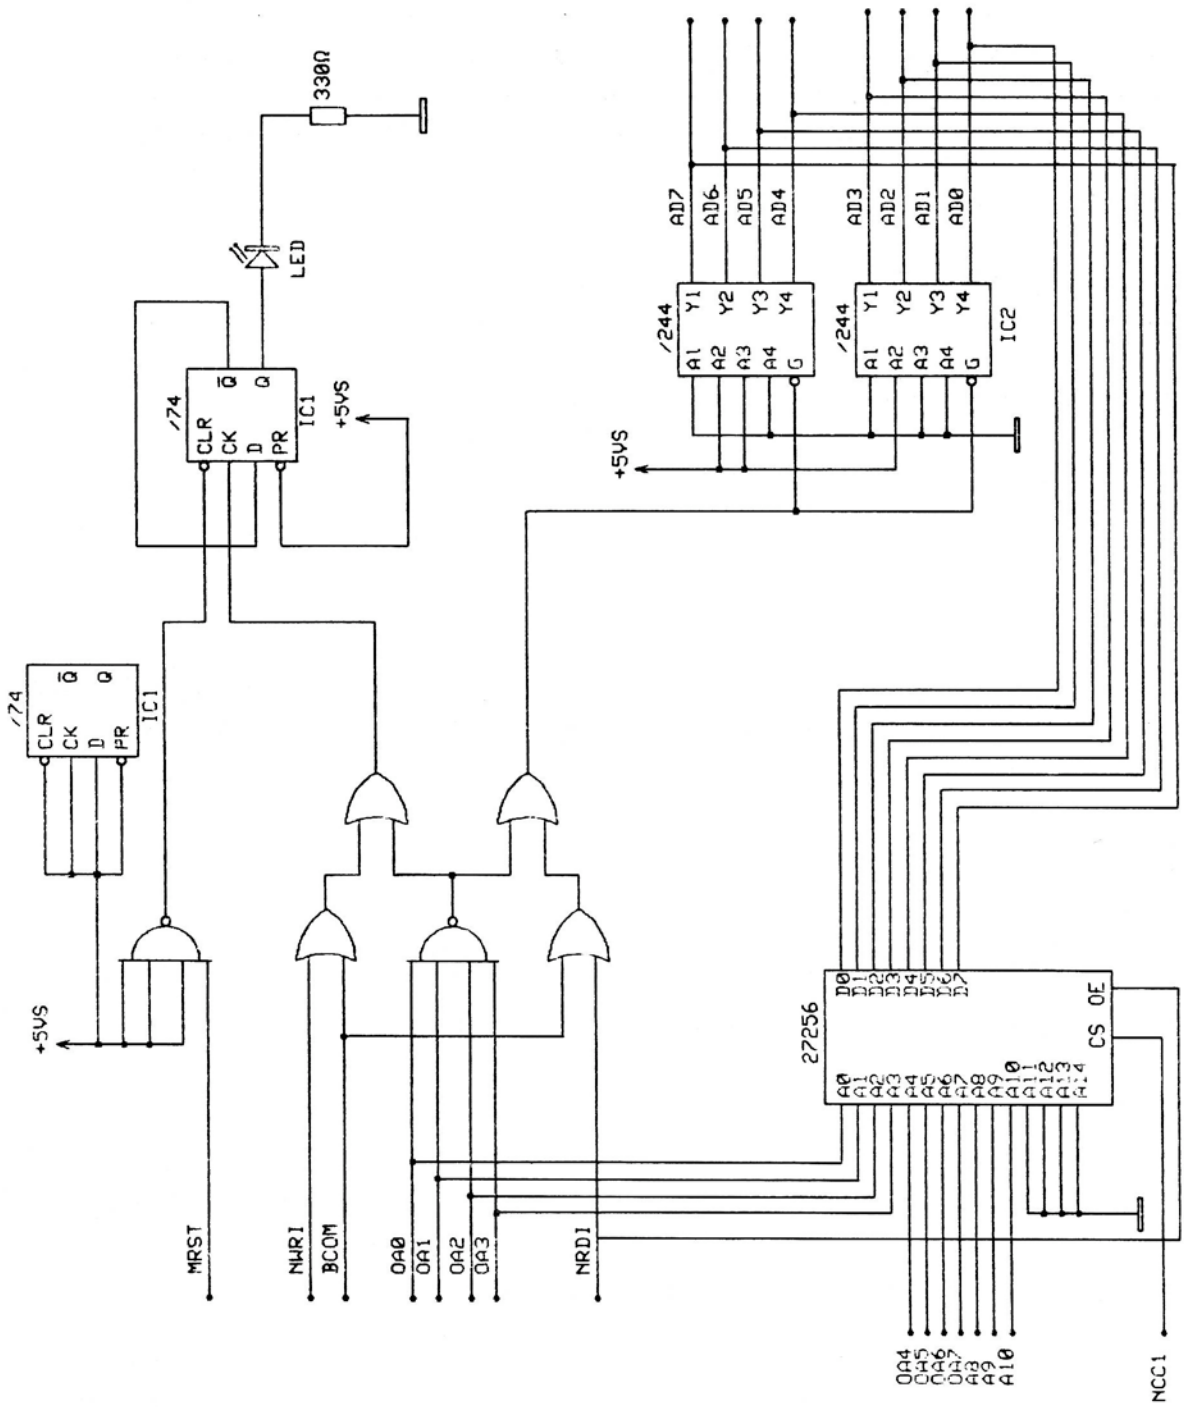 330Ω
LED
/74
CLR
CK
D
PR
Q̅
Q
IC1
+5VS
/74
CLR
CK
D
PR
Q̅
Q
IC1
+5VS
AD7
AD6
AD5
AD4
AD3
AD2
AD1
AD0
/244
A1
A2
A3
A4
G
Y1
Y2
Y3
Y4
/244
A1
A2
A3
A4
G
Y1
Y2
Y3
Y4
IC2
+5VS
MRST
NWRI
BCOM
OA0
OA1
OA2
OA3
NRDI
27256
D0
D1
D2
D3
D4
D5
D6
D7
A0
A1
A2
A3
A4
A5
A6
A7
A8
A9
A10
A11
A12
A13
A14
CS
OE
OA4
OA5
OA6
OA7
A8
A9
A10
NCC1